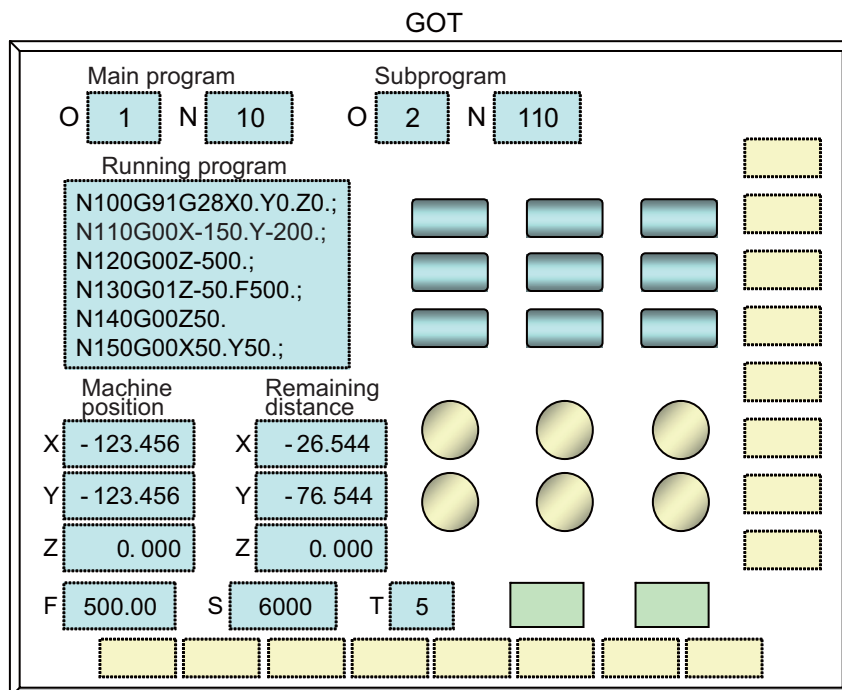 GOT
Main program Subprogram
O 1 N 10 O 2 N 110
Running program
N100G91G28X0.Y0.Z0.;
N110G00X-150.Y-200.;
N120G00Z-500.;
N130G01Z-50.F500.;
N140G00Z50.
N150G00X50.Y50.;
Machine position
Remaining distance
X -123.456 X -26.544
Y -123.456 Y -76. 544
Z 0. 000 Z 0.000
F 500.00 S 6000 T 5